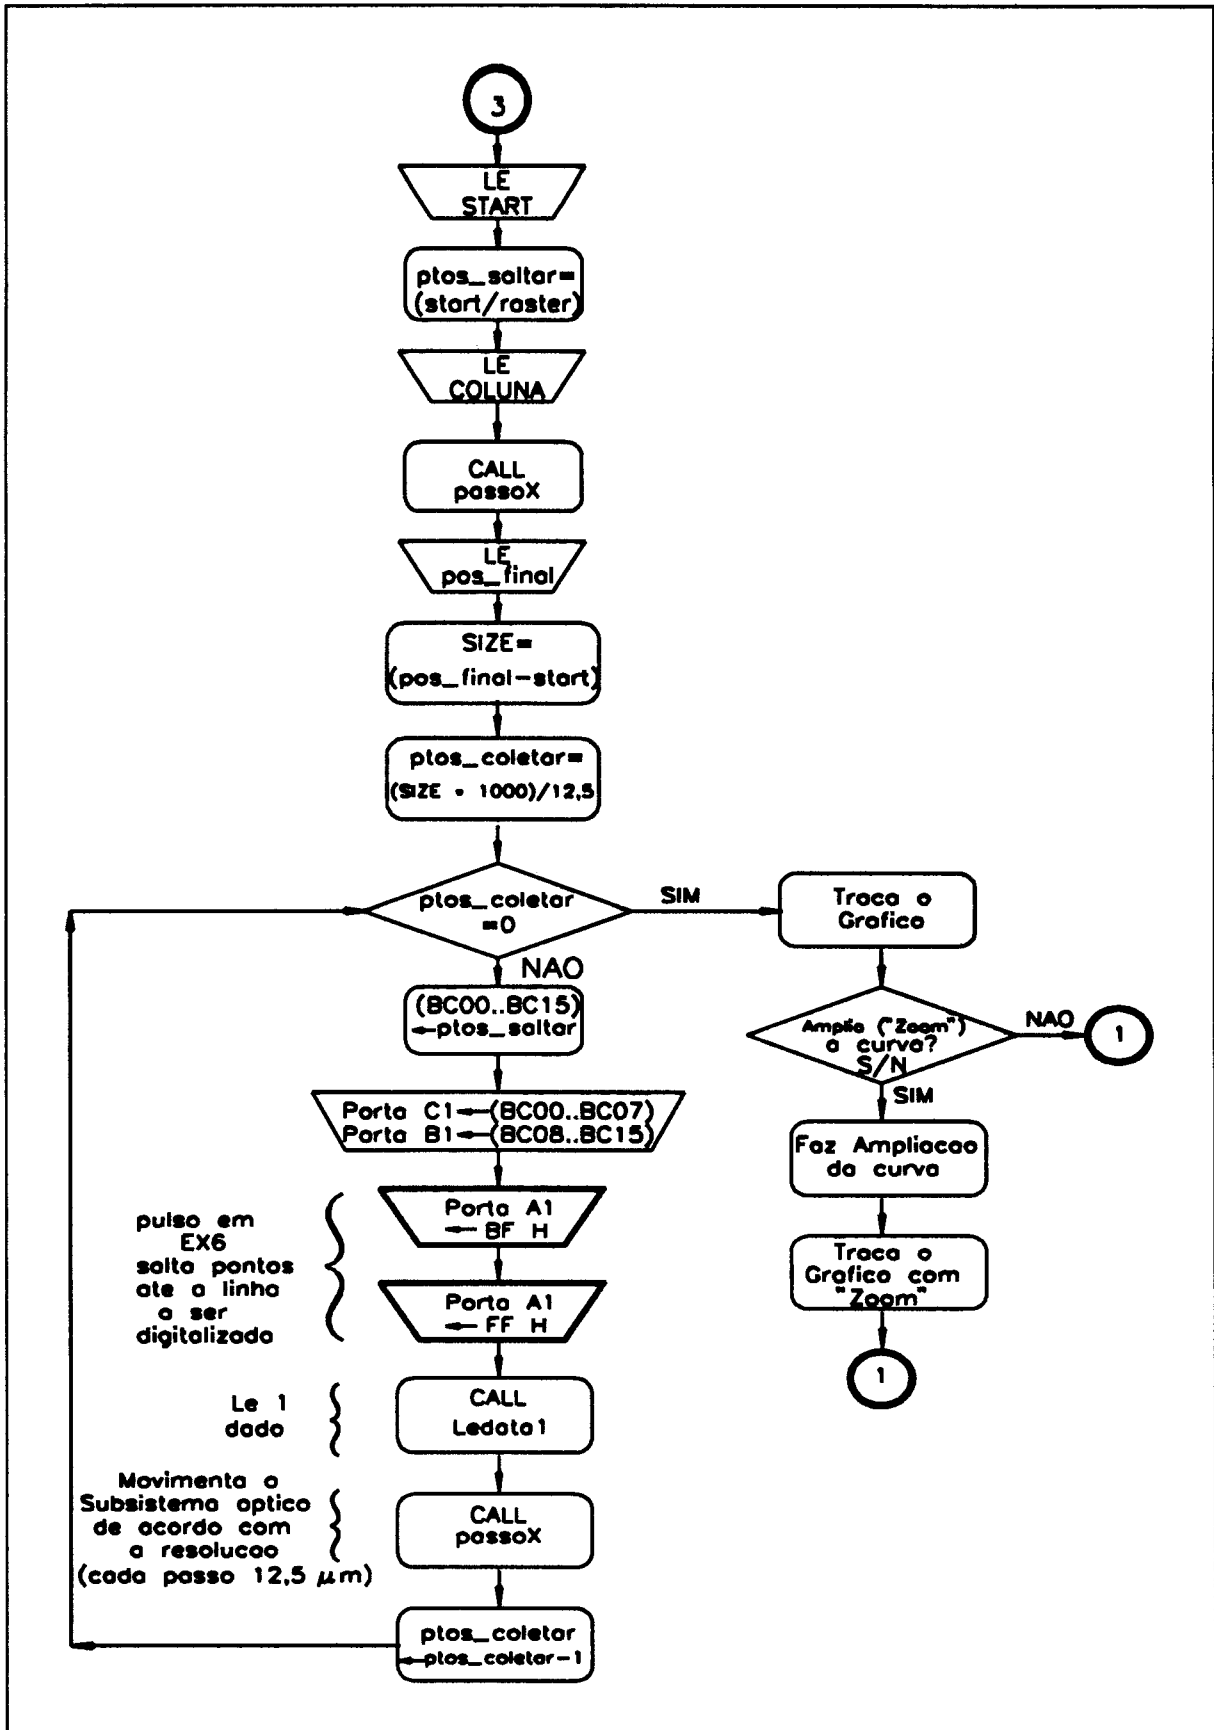 3
LE
START
ptos_saltar=
(start/raster)
LE
COLUNA
CALL
passoX
LE
pos_final
SIZE=
(pos_final-start)
ptos_coletar=
(SIZE * 1000)/12,5
ptos_coletar
=0
SIM
Traca o
Grafico
NAO
(BC00..BC15)
←ptos_saltar
Amplia ("Zoom")
a curva?
S/N
NAO
1
SIM
Porta C1←(BC00..BC07)
Porta B1←(BC08..BC15)
Faz Ampliacao
da curva
pulso em
EX6
salta pontos
ate a linha
a ser
digitalizada
Porta A1
← BF H
Traca o
Grafico com
"Zoom"
Porta A1
← FF H
1
Le 1
dado
CALL
Ledata1
Movimenta o
Subsistema optico
de acordo com
a resolucao
(cada passo 12,5 μm)
CALL
passoX
ptos_coletar
←ptos_coletar-1